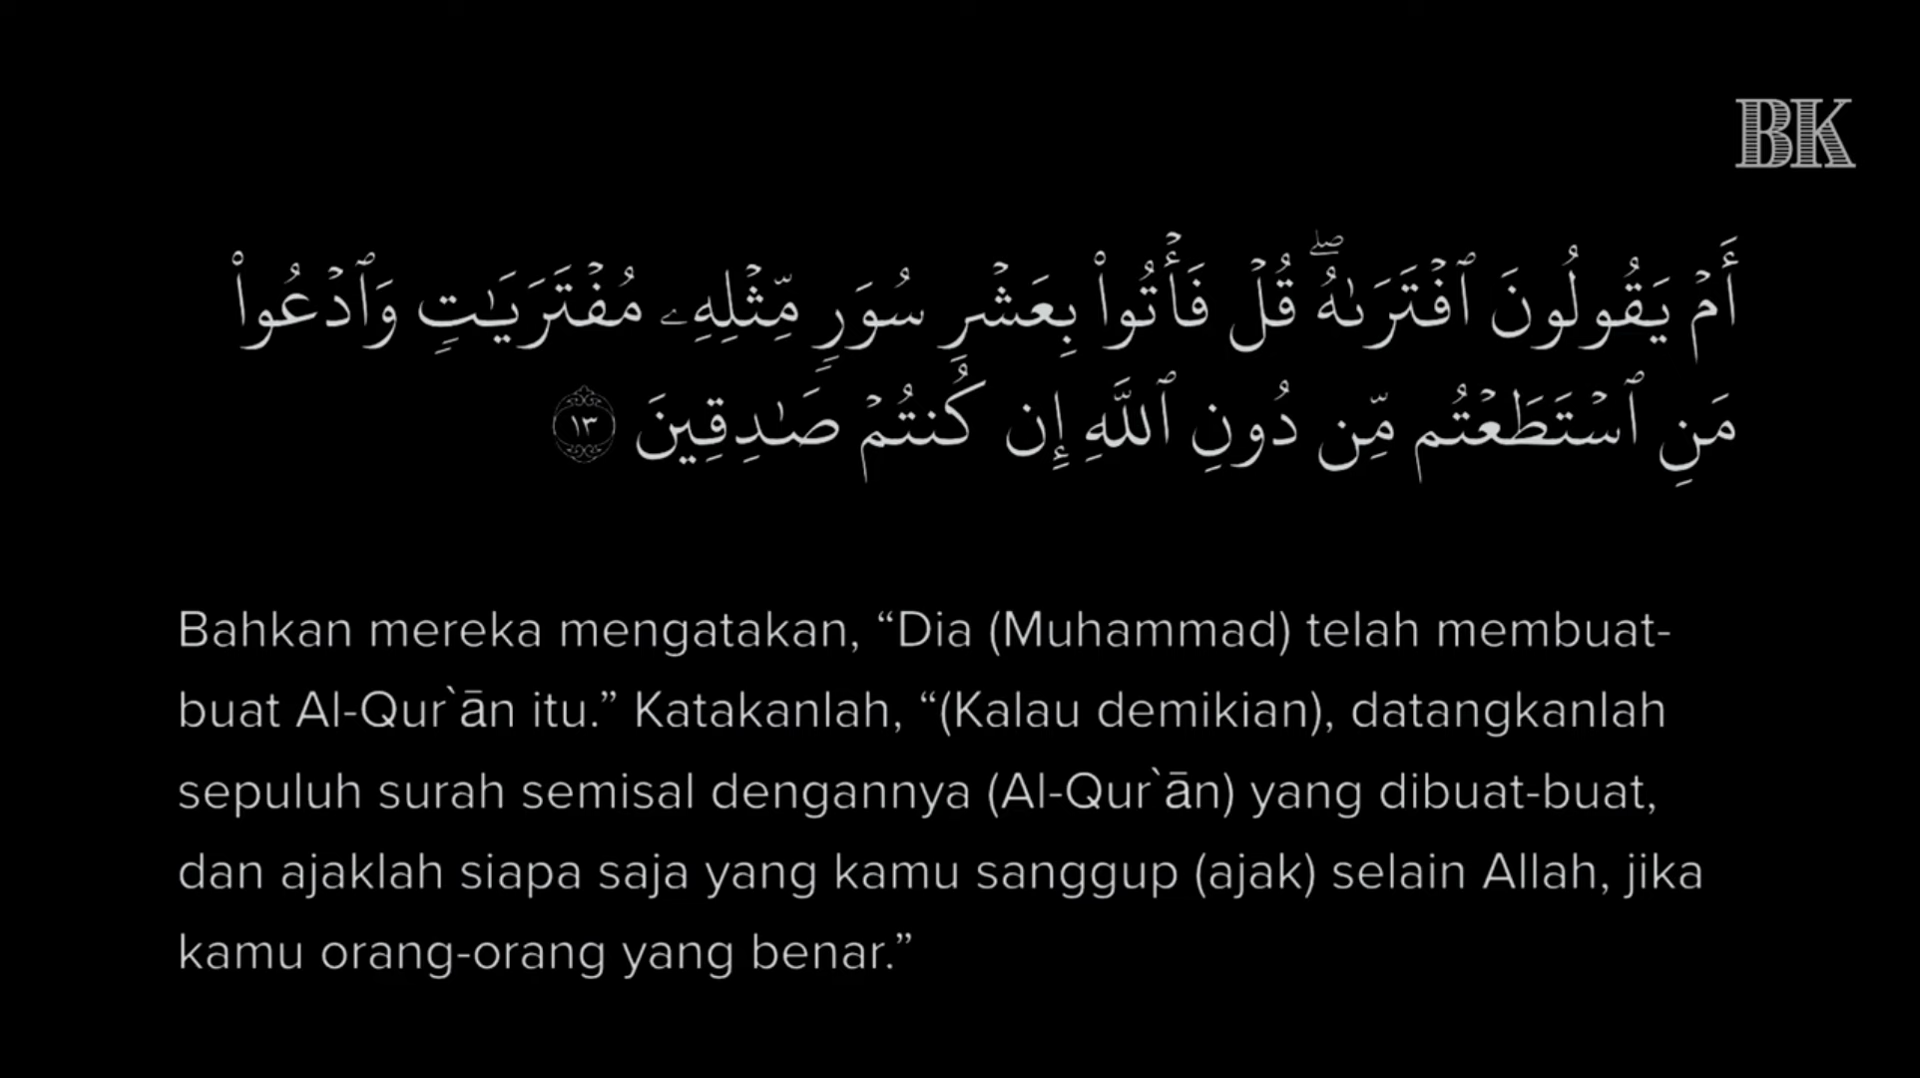 BK
أَمۡ يَقُولُونَ ٱفۡتَرَىٰهُۖ قُلۡ فَأۡتُواْ بِعَشۡرِ سُوَرٍ مِّثۡلِهِۦ مُفۡتَرَيَٰتٍ وَٱدۡعُواْ
مَنِ ٱسۡتَطَعۡتُم مِّن دُونِ ٱللَّهِ إِن كُنتُمۡ صَٰدِقِينَ ١٣
Bahkan mereka mengatakan, “Dia (Muhammad) telah membuat-
buat Al-Qur`ān itu.” Katakanlah, “(Kalau demikian), datangkanlah
sepuluh surah semisal dengannya (Al-Qur`ān) yang dibuat-buat,
dan ajaklah siapa saja yang kamu sanggup (ajak) selain Allah, jika
kamu orang-orang yang benar.”